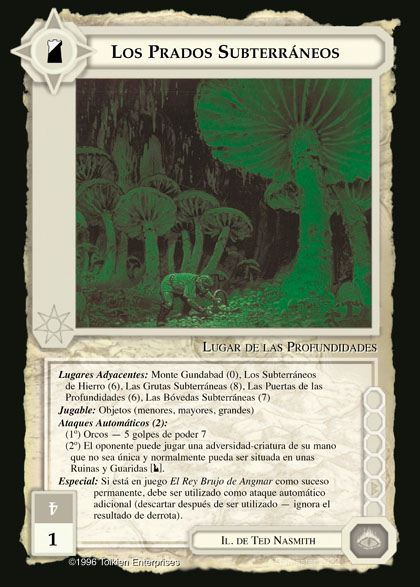 Los Prados Subterráneos
Lugar de las Profundidades
Lugares Adyacentes: Monte Gundabad (0), Los Subterráneos
de Hierro (6), Las Grutas Subterráneas (8), Las Puertas de las
Profundidades (6), Las Bóvedas Subterráneas (7)
Jugable: Objetos (menores, mayores, grandes)
Ataques Automáticos (2):
(1º) Orcos — 5 golpes de poder 7
(2º) El oponente puede jugar una adversidad-criatura de su mano
que no sea única y normalmente pueda ser situada en unas
Ruinas y Guaridas [ ].
Especial: Si está en juego El Rey Brujo de Angmar como suceso
permanente, debe ser utilizado como ataque automático
adicional (descartar después de ser utilizado — ignora el
resultado de derrota).
1
Il. de Ted Nasmith
©1996 Tolkien Enterprises